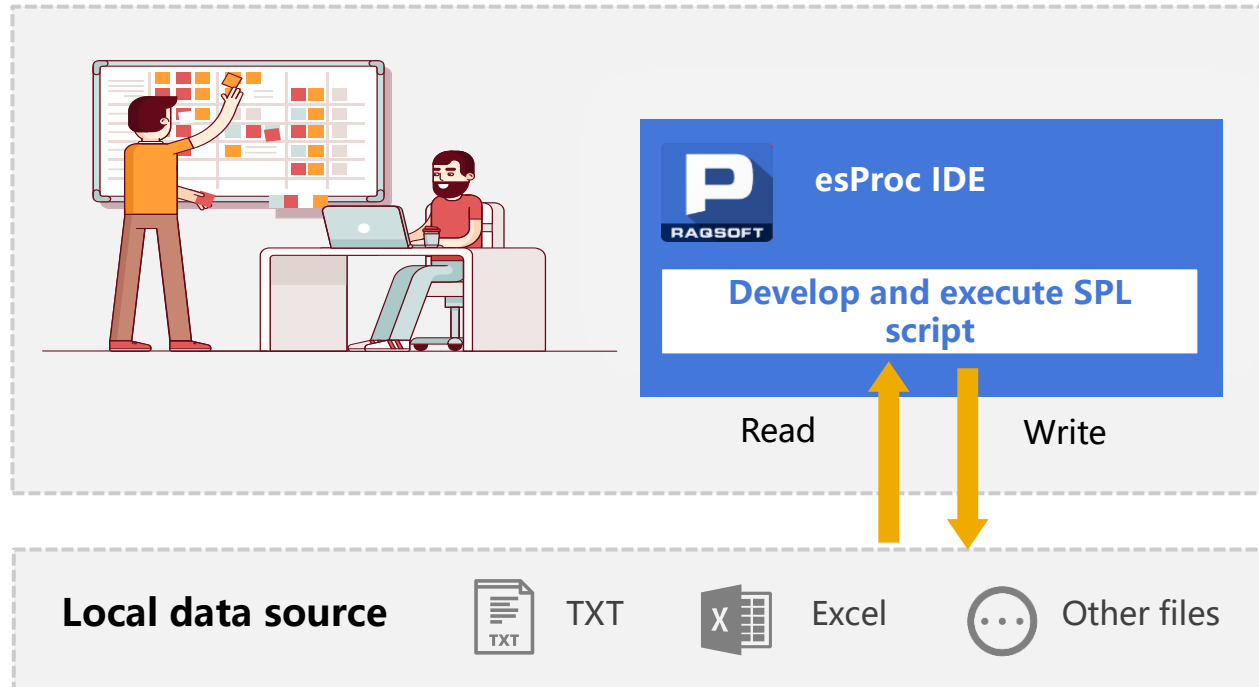 esProc IDE
RAQSOFT
Develop and execute SPL
script
Read
Write
Local data source
TXT
TXT
X
Excel
Other files